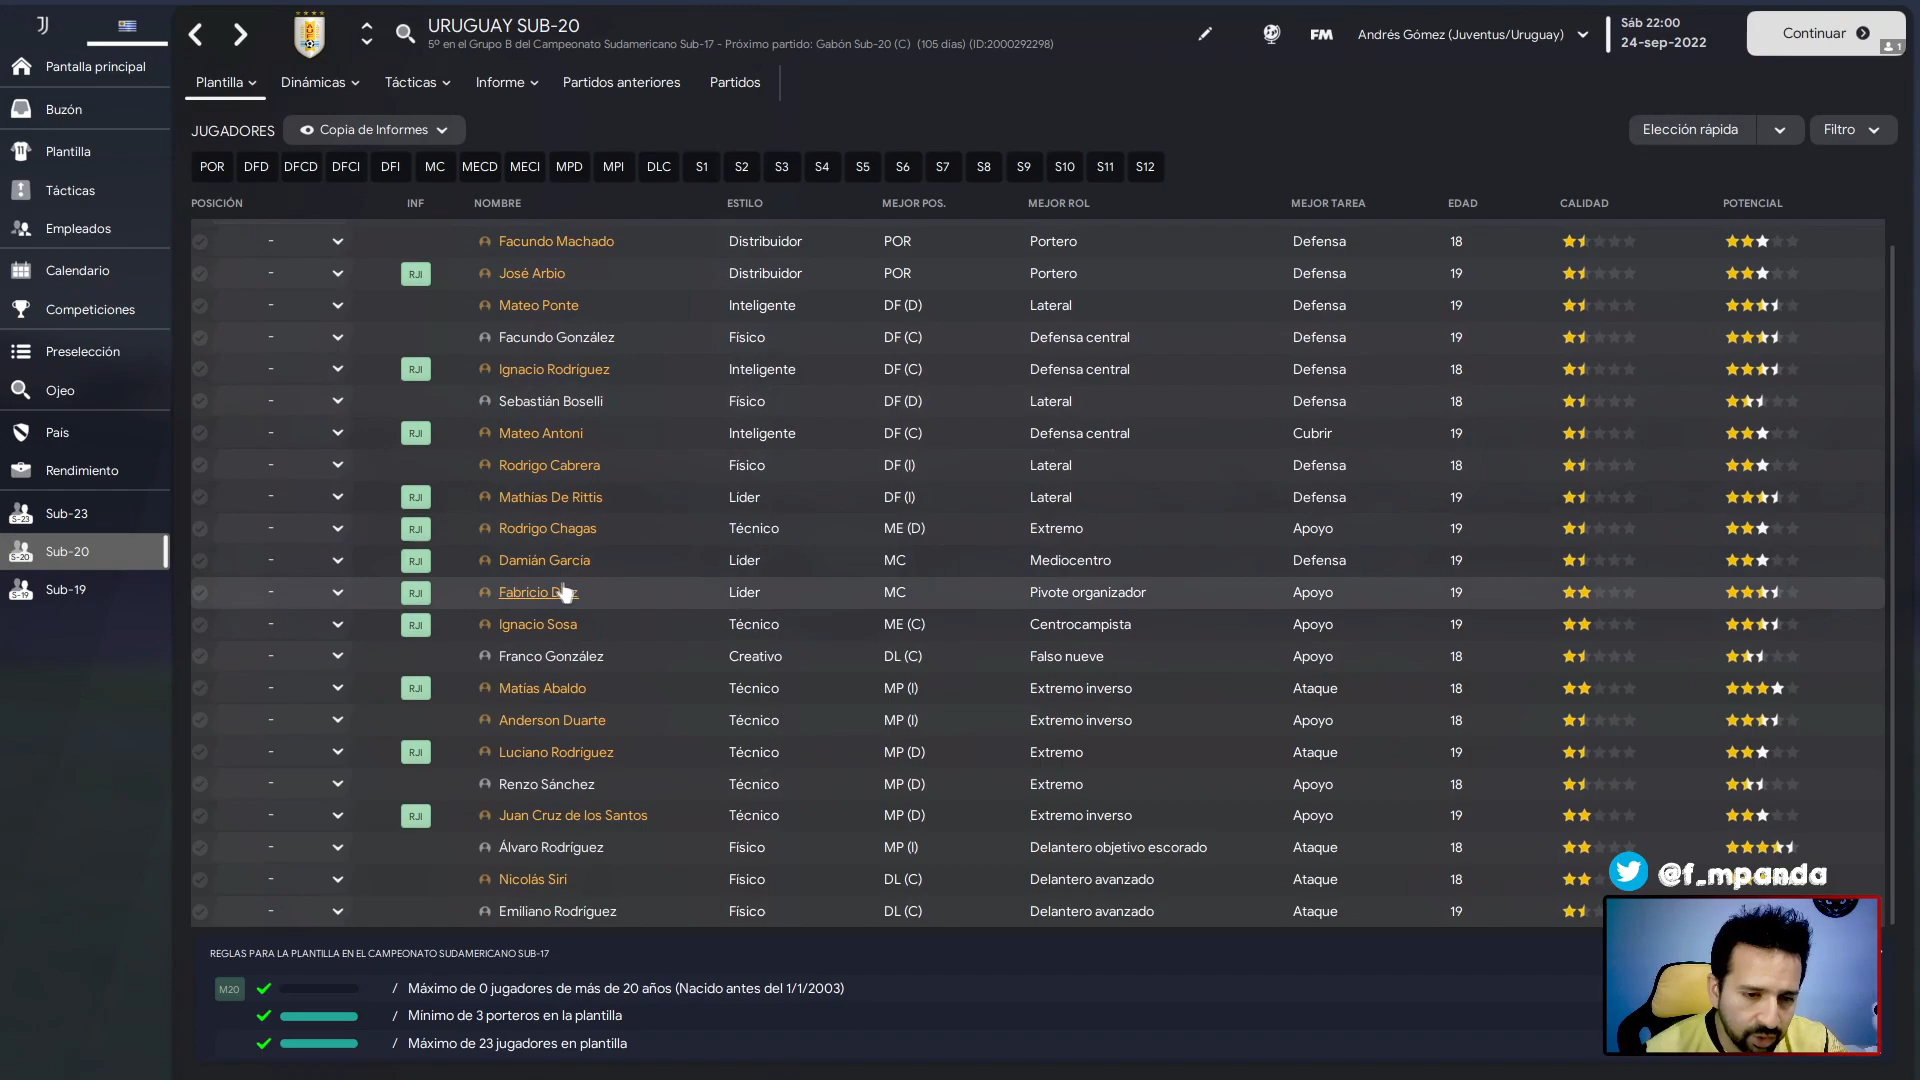 URUGUAY SUB-20
5º en el Grupo B del Campeonato Sudamericano Sub-17 - Próximo partido: Gabón Sub-20 (C) (105 días) (ID:2000292298)
FM
Andrés Gómez (Juventus/Uruguay)
Sáb 22:00
24-sep-2022
Continuar
1
Pantalla principal
Buzón
Plantilla
Tácticas
Empleados
Calendario
Competiciones
Preselección
Ojeo
País
Rendimiento
S-23 Sub-23
S-20 Sub-20
S-19 Sub-19
Plantilla Dinámicas Tácticas Informe Partidos anteriores Partidos
JUGADORES Copia de Informes Elección rápida Filtro
POR DFD DFCD DFCI DFI MC MECD MECI MPD MPI DLC S1 S2 S3 S4 S5 S6 S7 S8 S9 S10 S11 S12
POSICIÓN INF NOMBRE ESTILO MEJOR POS. MEJOR ROL MEJOR TAREA EDAD CALIDAD POTENCIAL
- Facundo Machado Distribuidor POR Portero Defensa 18
- RJI José Arbio Distribuidor POR Portero Defensa 19
- Mateo Ponte Inteligente DF (D) Lateral Defensa 19
- Facundo González Físico DF (C) Defensa central Defensa 19
- RJI Ignacio Rodríguez Inteligente DF (C) Defensa central Defensa 18
- Sebastián Boselli Físico DF (D) Lateral Defensa 18
- RJI Mateo Antoni Inteligente DF (C) Defensa central Cubrir 19
- Rodrigo Cabrera Físico DF (I) Lateral Defensa 18
- RJI Mathías De Rittis Líder DF (I) Lateral Defensa 19
- RJI Rodrigo Chagas Técnico ME (D) Extremo Apoyo 19
- RJI Damián García Líder MC Mediocentro Defensa 19
- RJI Fabricio Líder MC Pivote organizador Apoyo 19
- RJI Ignacio Sosa Técnico ME (C) Centrocampista Apoyo 19
- Franco González Creativo DL (C) Falso nueve Apoyo 18
- RJI Matías Abaldo Técnico MP (I) Extremo inverso Ataque 18
- Anderson Duarte Técnico MP (I) Extremo inverso Apoyo 18
- RJI Luciano Rodríguez Técnico MP (D) Extremo Ataque 19
- Renzo Sánchez Técnico MP (D) Extremo Apoyo 18
- RJI Juan Cruz de los Santos Técnico MP (D) Extremo inverso Apoyo 19
- Álvaro Rodríguez Físico MP (I) Delantero objetivo escorado Ataque 18
- Nicolás Siri Físico DL (C) Delantero avanzado Ataque 18
- Emiliano Rodríguez Físico DL (C) Delantero avanzado Ataque 19
@f_mpanda
REGLAS PARA LA PLANTILLA EN EL CAMPEONATO SUDAMERICANO SUB-17
M20 / Máximo de 0 jugadores de más de 20 años (Nacido antes del 1/1/2003)
/ Mínimo de 3 porteros en la plantilla
/ Máximo de 23 jugadores en plantilla